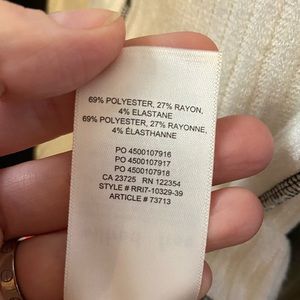 69% POLYESTER, 27% RAYON,
4% ELASTANE
69% POLYESTER, 27% RAYONNE,
4% ÉLASTHANNE
PO 4500107916
PO 4500107917
PO 4500107918
CA 23725 RN 122354
STYLE # RRI7-10329-39
ARTICLE # 73713